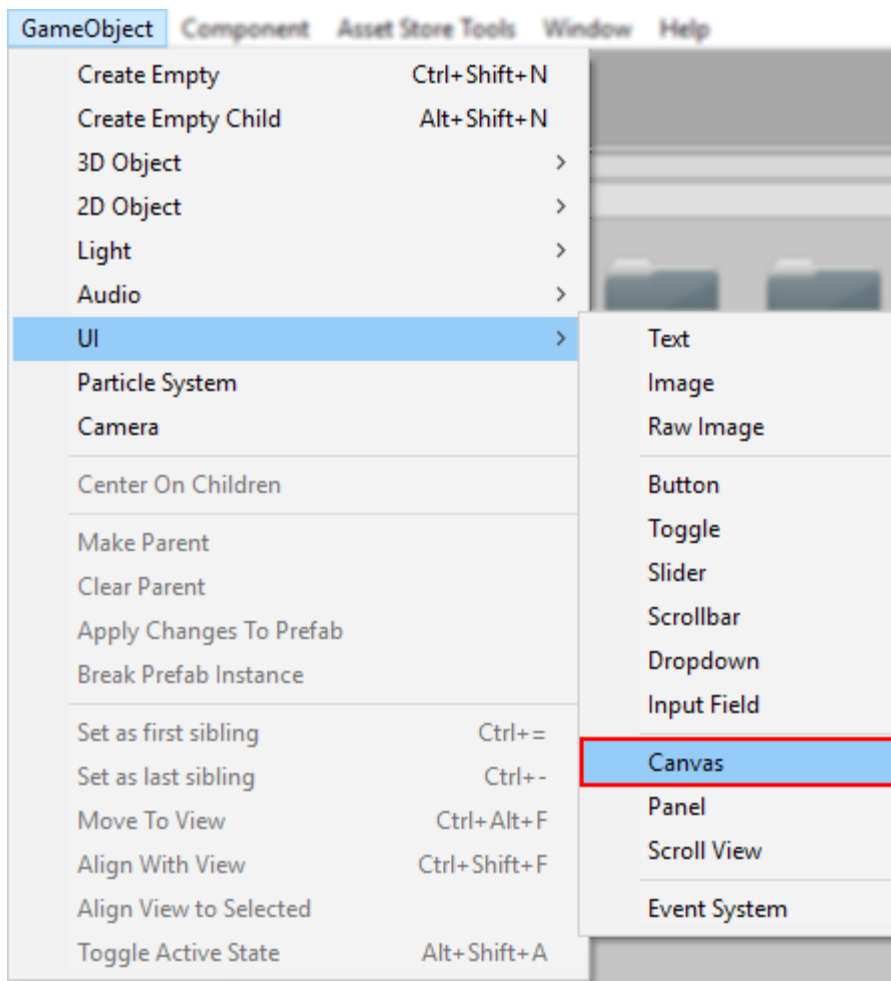 GameObject Component Asset Store Tools Window Help
Create Empty Ctrl+Shift+N
Create Empty Child Alt+Shift+N
3D Object
2D Object
Light
Audio
UI
Particle System
Camera
Center On Children
Make Parent
Clear Parent
Apply Changes To Prefab
Break Prefab Instance
Set as first sibling Ctrl+=
Set as last sibling Ctrl+-
Move To View Ctrl+Alt+F
Align With View Ctrl+Shift+F
Align View to Selected
Toggle Active State Alt+Shift+A
Text
Image
Raw Image
Button
Toggle
Slider
Scrollbar
Dropdown
Input Field
Canvas
Panel
Scroll View
Event System